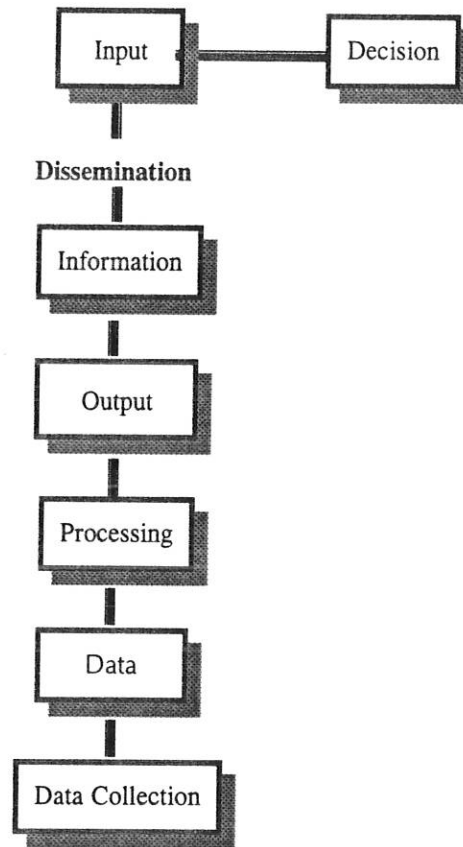 Input
Decision
Dissemination
Information
Output
Processing
Data
Data Collection